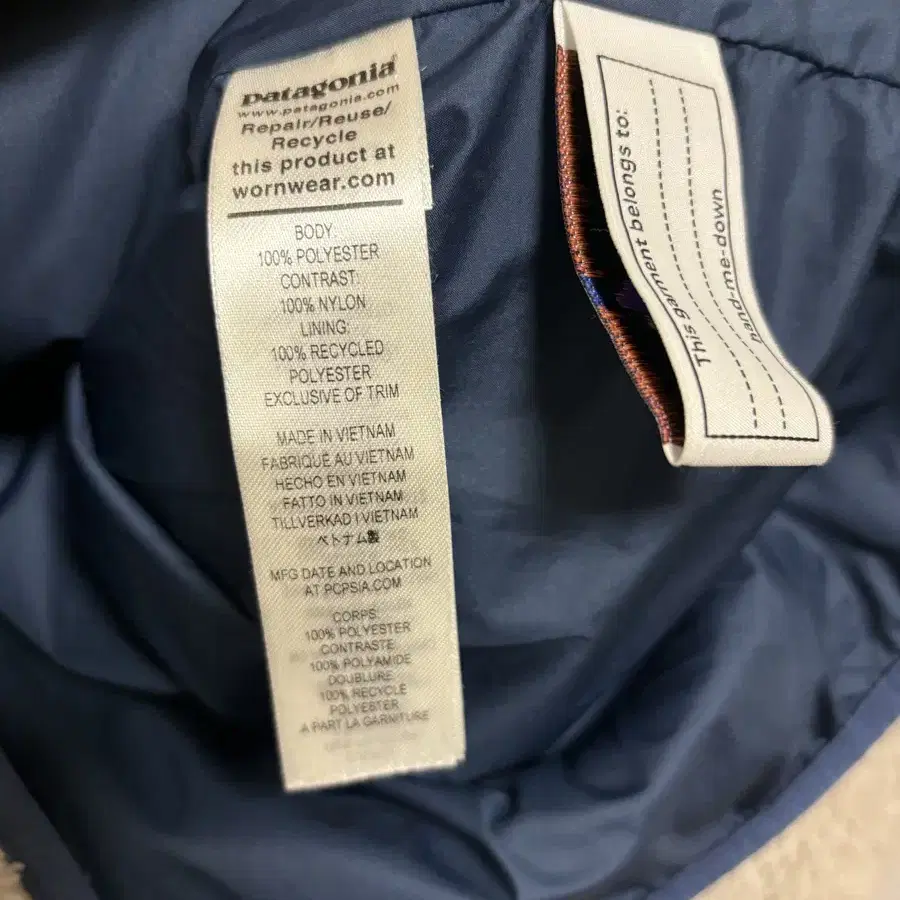 patagonia
www.patagonia.com
Repair/Reuse/
Recycle
this product at
wornwear.com
BODY:
100% POLYESTER
CONTRAST:
100% NYLON
LINING:
100% RECYCLED
POLYESTER
EXCLUSIVE OF TRIM
MADE IN VIETNAM
FABRIQUÉ AU VIETNAM
HECHO EN VIETNAM
FATTO IN VIETNAM
TILLVERKAD I VIETNAM
ベトナム製
MFG DATE AND LOCATION
AT PCPSIA.COM
CORPS:
100% POLYESTER
CONTRASTE:
100% POLYAMIDE
DOUBLURE:
100% RECYCLÉ
POLYESTER
A PART LA GARNITURE
This garment belongs to:
hand-me-down